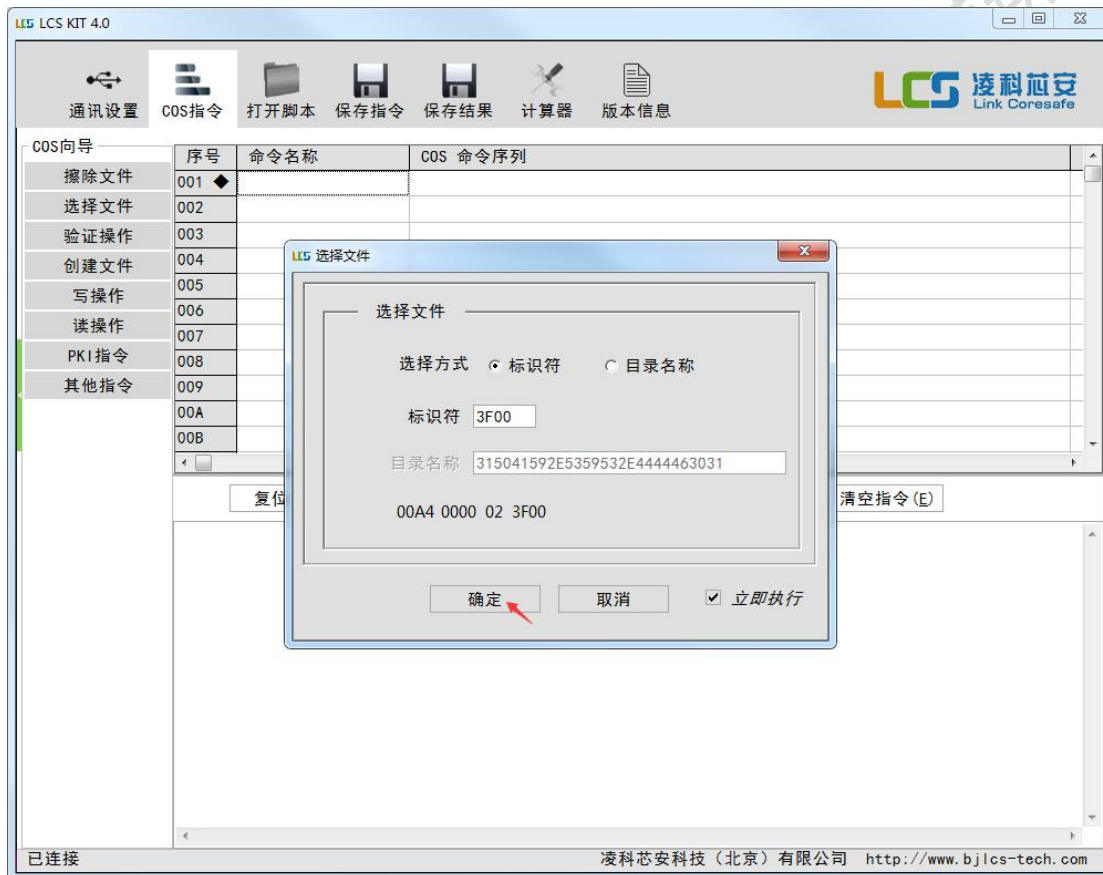 LCS LCS KIT 4.0
通讯设置 COS指令 打开脚本 保存指令 保存结果 计算器 版本信息
LCS 凌科芯安
Link Coresafe
COS向导
擦除文件
选择文件
验证操作
创建文件
写操作
读操作
PKI指令
其他指令
序号 命令名称 COS 命令序列
001
002
003
004
005
006
007
008
009
00A
00B
LCS 选择文件
选择文件
选择方式 标识符 目录名称
标识符 3F00
目录名称 315041592E5359532E4444463031
00A4 0000 02 3F00
确定 取消 立即执行
复位
清空指令(E)
已连接 凌科芯安科技（北京）有限公司 http://www.bjlcs-tech.com